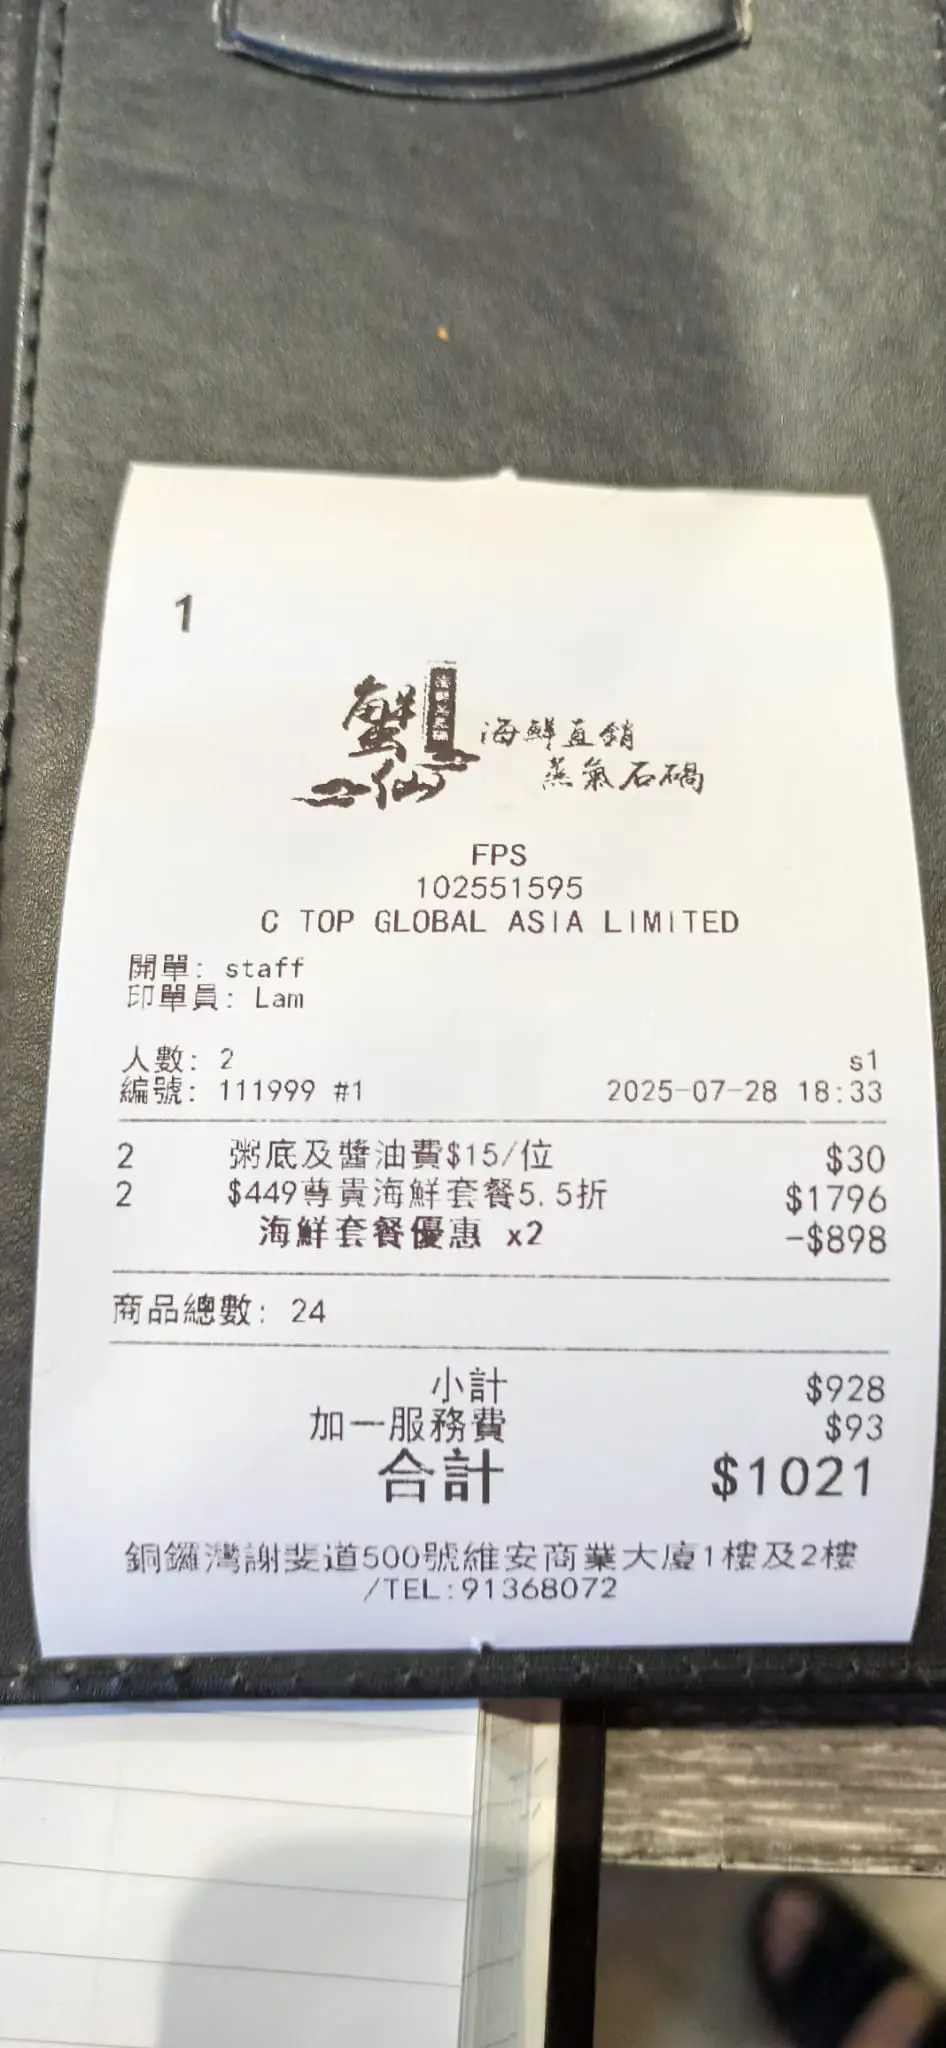 1
蟹仙
海鮮直銷
蒸氣石鍋
FPS
102551595
C TOP GLOBAL ASIA LIMITED
開單: staff
印單員: Lam
人數: 2 s1
編號: 111999 #1 2025-07-28 18:33
2 粥底及醬油費$15/位 $30
2 $449尊貴海鮮套餐5.5折 $1796
海鮮套餐優惠 x2 -$898
商品總數: 24
小計 $928
加一服務費 $93
合計 $1021
銅鑼灣謝斐道500號維安商業大廈1樓及2樓
/TEL:91368072